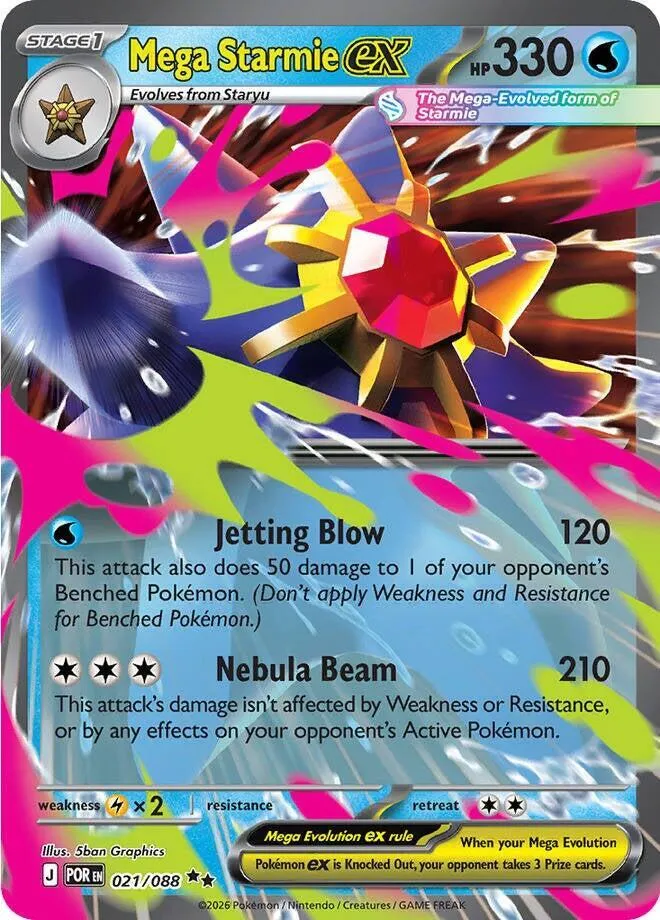 STAGE1
Mega Starmie ex
HP 330
Evolves from Staryu
The Mega-Evolved form of
Starmie
Jetting Blow 120
This attack also does 50 damage to 1 of your opponent's
Benched Pokémon. (Don't apply Weakness and Resistance
for Benched Pokémon.)
Nebula Beam 210
This attack's damage isn't affected by Weakness or Resistance,
or by any effects on your opponent's Active Pokémon.
weakness ×2 resistance retreat
Illus. 5ban Graphics
Mega Evolution ex rule
When your Mega Evolution
Pokémon ex is Knocked Out, your opponent takes 3 Prize cards.
J POR EN 021/088
©2026 Pokémon / Nintendo / Creatures / GAME FREAK